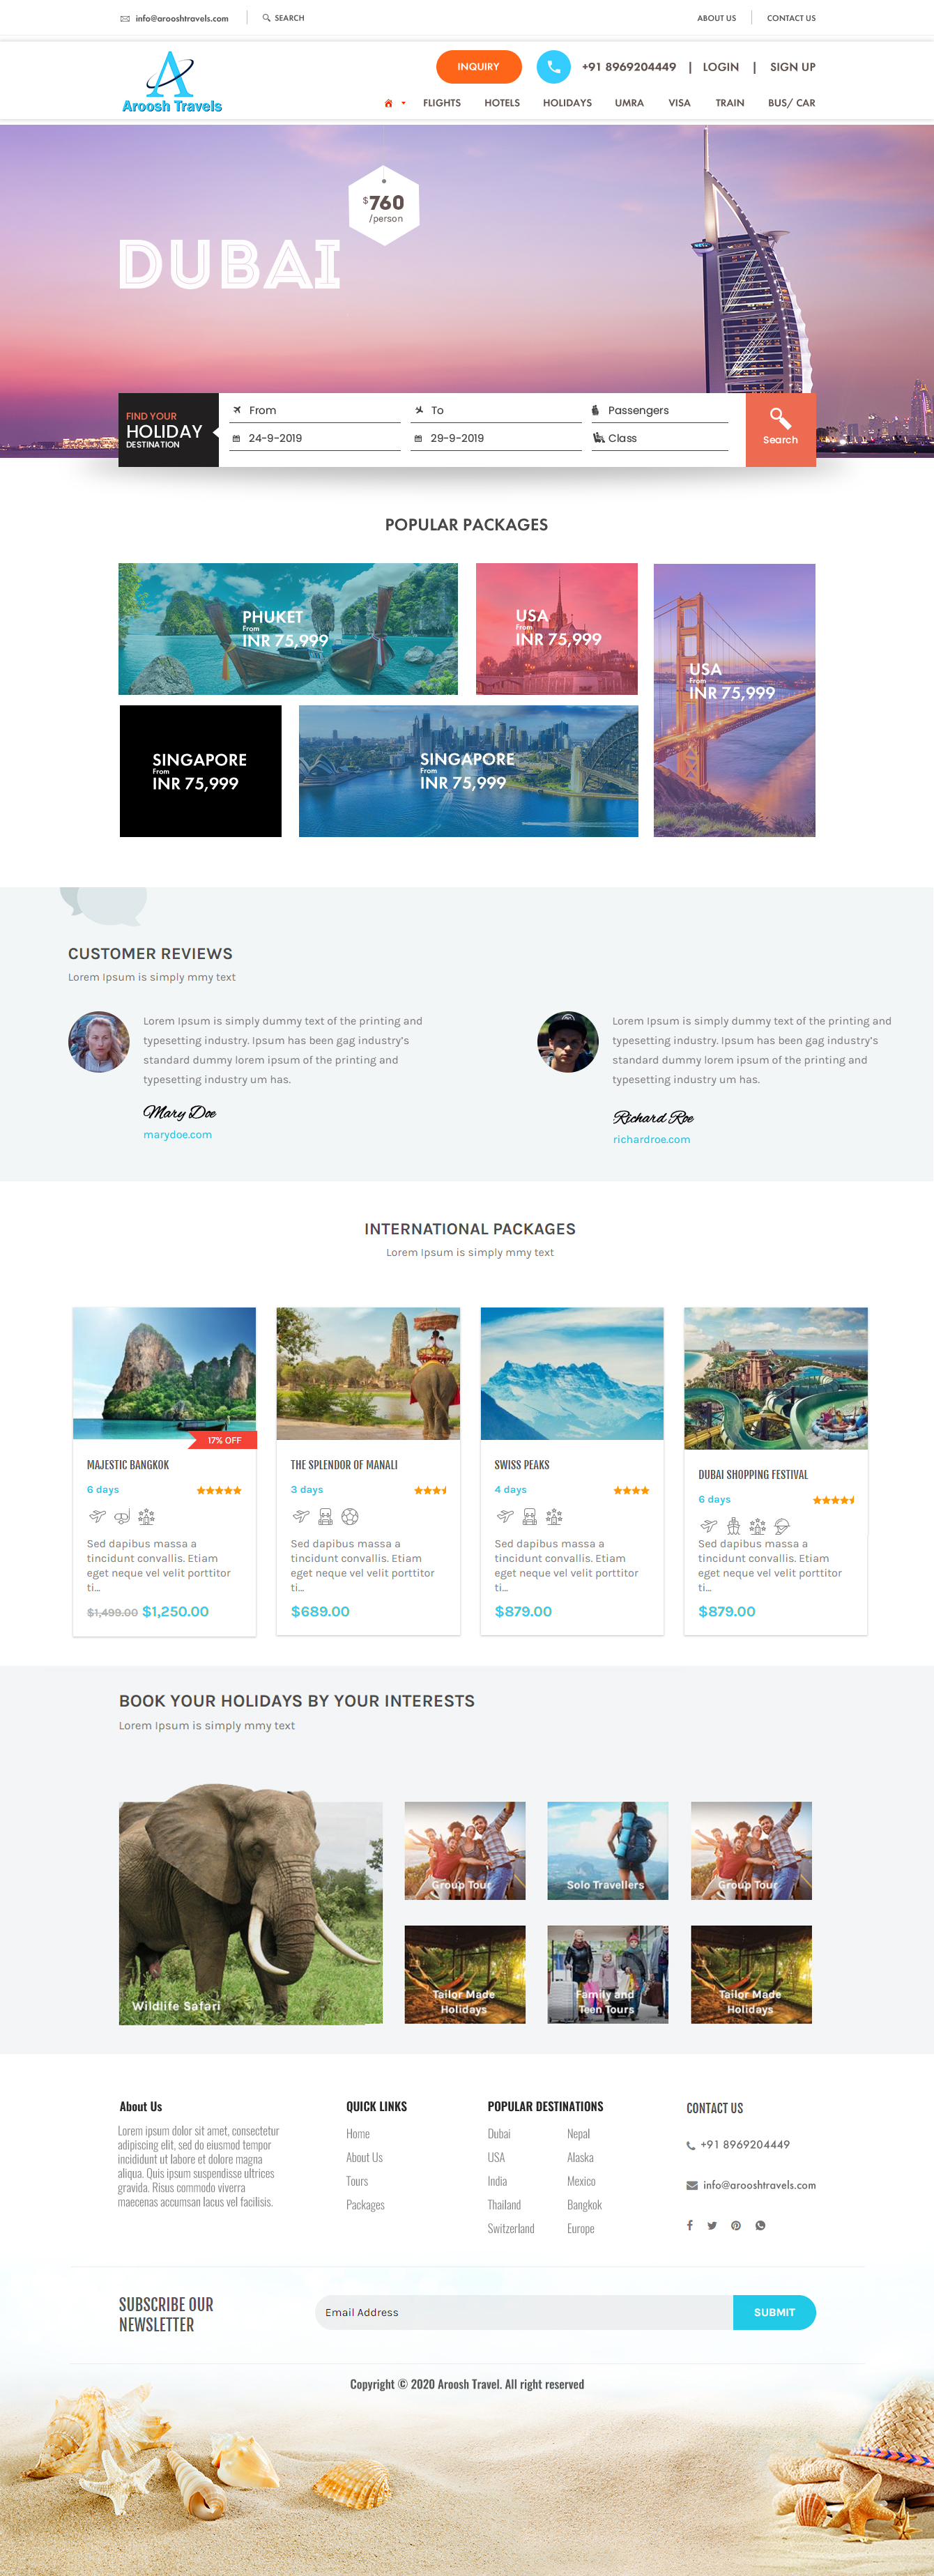 info@arooshtravels.com
SEARCH
ABOUT US
CONTACT US
Aroosh Travels
INQUIRY
+91 8969204449 | LOGIN | SIGN UP
FLIGHTS
HOTELS
HOLIDAYS
UMRA
VISA
TRAIN
BUS/ CAR
$760
/person
DUBAI
FIND YOUR
HOLIDAY
DESTINATION
From
To
Passengers
24-9-2019
29-9-2019
Class
Search
POPULAR PACKAGES
PHUKET
From
INR 75,999
USA
From
INR 75,999
USA
From
INR 75,999
SINGAPORE
From
INR 75,999
SINGAPORE
From
INR 75,999
CUSTOMER REVIEWS
Lorem Ipsum is simply mmy text
Lorem Ipsum is simply dummy text of the printing and
typesetting industry. Ipsum has been gag industry's
standard dummy lorem ipsum of the printing and
typesetting industry um has.
Mary Doe
marydoe.com
Lorem Ipsum is simply dummy text of the printing and
typesetting industry. Ipsum has been gag industry's
standard dummy lorem ipsum of the printing and
typesetting industry um has.
Richard Roe
richardroe.com
INTERNATIONAL PACKAGES
Lorem Ipsum is simply mmy text
17% OFF
MAJESTIC BANGKOK
6 days
Sed dapibus massa a
tincidunt convallis. Etiam
eget neque vel velit porttitor
ti...
$1,499.00 $1,250.00
THE SPLENDOR OF MANALI
3 days
Sed dapibus massa a
tincidunt convallis. Etiam
eget neque vel velit porttitor
ti...
$689.00
SWISS PEAKS
4 days
Sed dapibus massa a
tincidunt convallis. Etiam
eget neque vel velit porttitor
ti...
$879.00
DUBAI SHOPPING FESTIVAL
6 days
Sed dapibus massa a
tincidunt convallis. Etiam
eget neque vel velit porttitor
ti...
$879.00
BOOK YOUR HOLIDAYS BY YOUR INTERESTS
Lorem Ipsum is simply mmy text
Wildlife Safari
Group Tour
Solo Travellers
Group Tour
Tailor Made
Holidays
Family and
Teen Tours
Tailor Made
Holidays
About Us
Lorem ipsum dolor sit amet, consectetur
adipiscing elit, sed do eiusmod tempor
incididunt ut labore et dolore magna
aliqua. Quis ipsum suspendisse ultrices
gravida. Risus commodo viverra
maecenas accumsan lacus vel facilisis.
QUICK LINKS
Home
About Us
Tours
Packages
POPULAR DESTINATIONS
Dubai
USA
India
Thailand
Switzerland
Nepal
Alaska
Mexico
Bangkok
Europe
CONTACT US
+91 8969204449
info@arooshtravels.com
SUBSCRIBE OUR
NEWSLETTER
Email Address
SUBMIT
Copyright © 2020 Aroosh Travel. All right reserved